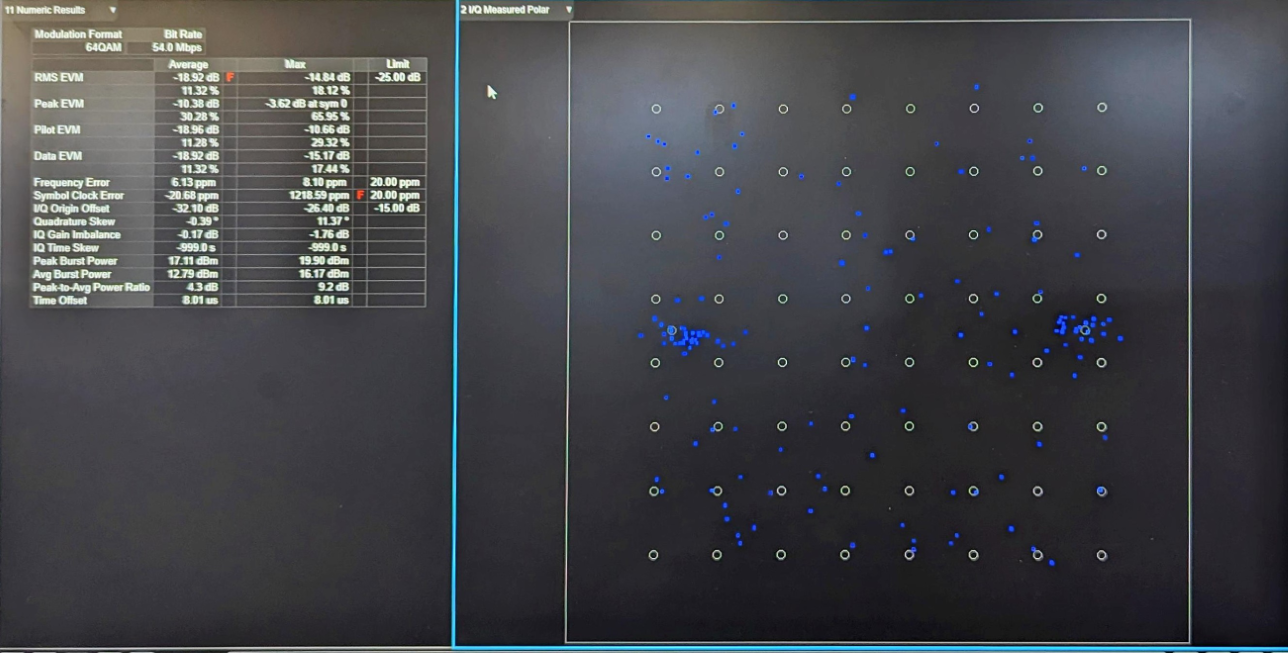 11 Numeric Results
2 I/Q Measured Polar
Modulation Format Bit Rate
64QAM 54.0 Mbps
Average Max Limit
RMS EVM -18.92 dB F -14.84 dB -25.00 dB
11.32 % 18.12 %
Peak EVM -10.38 dB -3.62 dB at sym 0
30.28 % 65.95 %
Pilot EVM -18.96 dB -10.66 dB
11.28 % 29.32 %
Data EVM -18.92 dB -15.17 dB
11.32 % 17.44 %
Frequency Error 6.13 ppm 8.10 ppm 20.00 ppm
Symbol Clock Error -20.68 ppm 1218.59 ppm F 20.00 ppm
I/Q Origin Offset -32.10 dB -26.40 dB -15.00 dB
Quadrature Skew -0.39 ° 11.37 °
IQ Gain Imbalance -0.17 dB -1.76 dB
IQ Time Skew -999.0 s -999.0 s
Peak Burst Power 17.11 dBm 19.90 dBm
Avg Burst Power 12.79 dBm 16.17 dBm
Peak-to-Avg Power Ratio 4.3 dB 9.2 dB
Time Offset 8.01 us 8.01 us